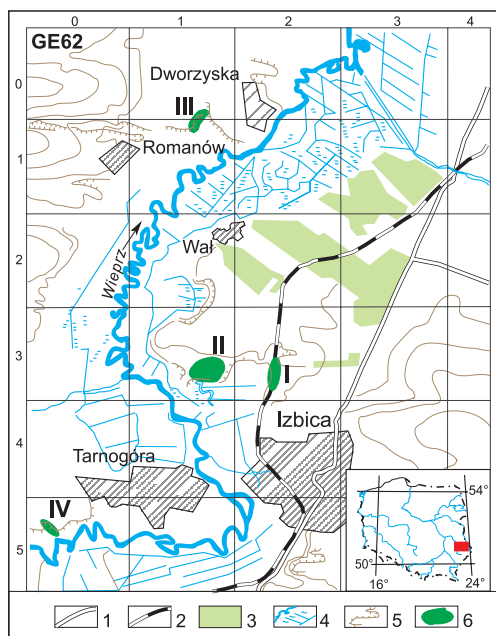 GE62
0 1 2 3 4
0
Dworzyska
III
1
Romanów
Wieprz
Wał
2
II
I
3
Izbica
4
Tarnogóra
IV
5
54°
50°
16° 24°
1 2 3 4 5 6